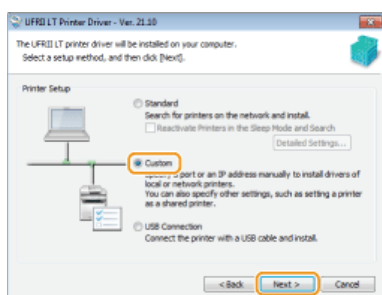 UFRII LT Printer Driver - Ver. 21.10
The UFRII LT printer driver will be installed on your computer.
Select a setup method, and then click [Next].
Printer Setup
Standard
Search for printers on the network and install.
Reactivate Printers in the Sleep Mode and Search
Detailed Settings...
Custom
a port or an IP address manually to install drivers of
local or network printers.
You can also specify other settings, such as setting a printer
as a shared printer.
USB Connection
Connect the printer with a USB cable and install.
< Back
Next >
Cancel